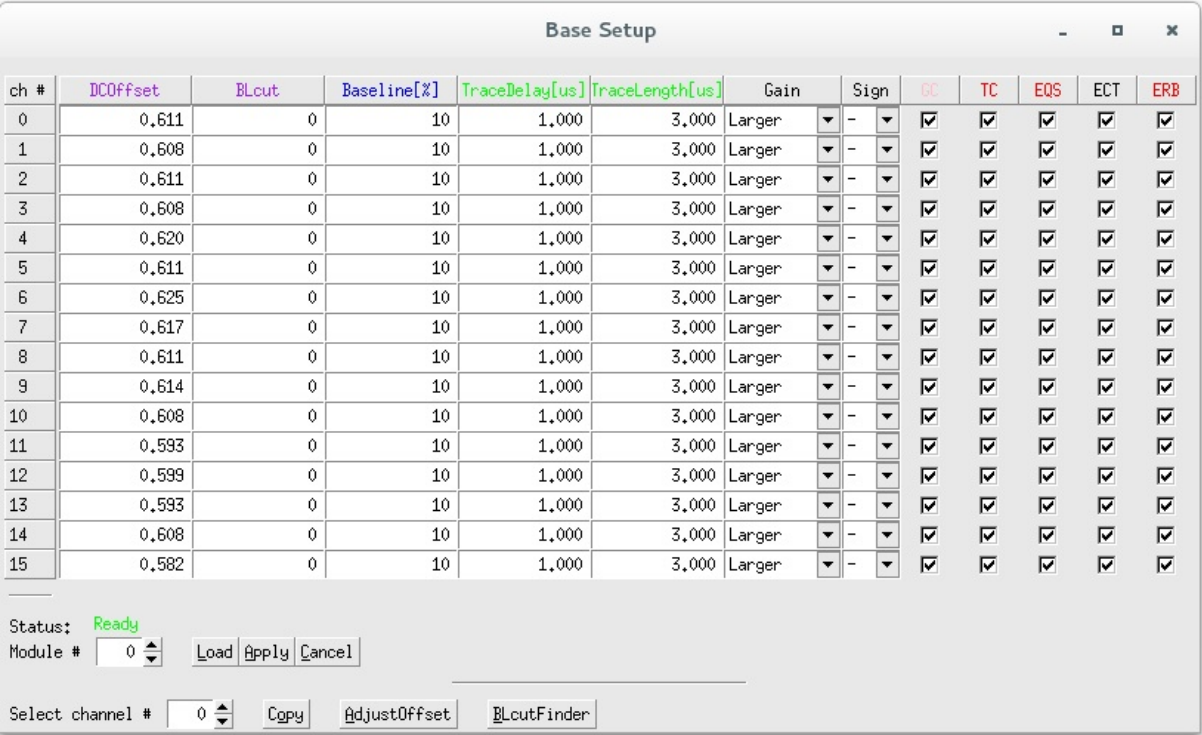 Base Setup
ch # DCOffset BLcut Baseline[%] TraceDelay[us] TraceLength[us] Gain Sign GC TC EQS ECT ERB
0 0.611 0 10 1.000 3.000 Larger -
1 0.608 0 10 1.000 3.000 Larger -
2 0.611 0 10 1.000 3.000 Larger -
3 0.608 0 10 1.000 3.000 Larger -
4 0.620 0 10 1.000 3.000 Larger -
5 0.611 0 10 1.000 3.000 Larger -
6 0.625 0 10 1.000 3.000 Larger -
7 0.617 0 10 1.000 3.000 Larger -
8 0.611 0 10 1.000 3.000 Larger -
9 0.614 0 10 1.000 3.000 Larger -
10 0.608 0 10 1.000 3.000 Larger -
11 0.593 0 10 1.000 3.000 Larger -
12 0.599 0 10 1.000 3.000 Larger -
13 0.593 0 10 1.000 3.000 Larger -
14 0.608 0 10 1.000 3.000 Larger -
15 0.582 0 10 1.000 3.000 Larger -
Status: Ready
Module # 0 Load Apply Cancel
Select channel # 0 Copy AdjustOffset BLcutFinder